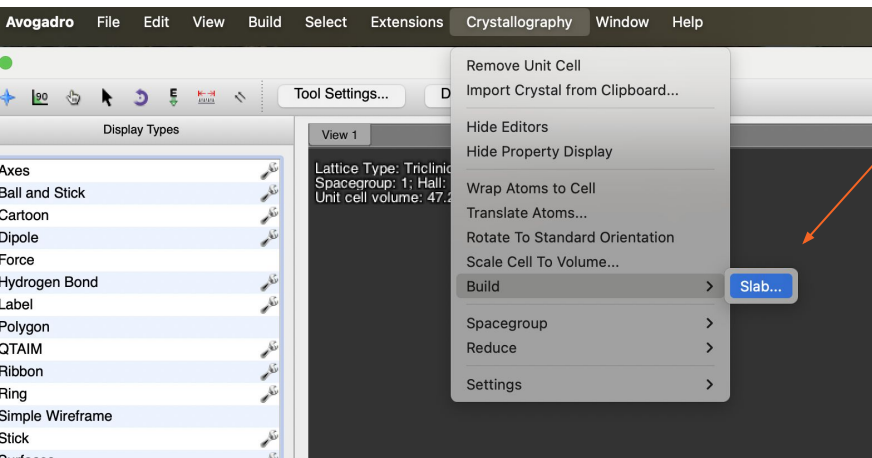 Avogadro File Edit View Build Select Extensions Crystallography Window Help
90
E
Tool Settings...
D
Display Types
Axes
Ball and Stick
Cartoon
Dipole
Force
Hydrogen Bond
Label
Polygon
QTAIM
Ribbon
Ring
Simple Wireframe
Stick
View 1
Lattice Type: Triclinic
Spacegroup: 1; Hall:
Unit cell volume: 47.2
Remove Unit Cell
Import Crystal from Clipboard...
Hide Editors
Hide Property Display
Wrap Atoms to Cell
Translate Atoms...
Rotate To Standard Orientation
Scale Cell To Volume...
Build
Slab...
Spacegroup
Reduce
Settings